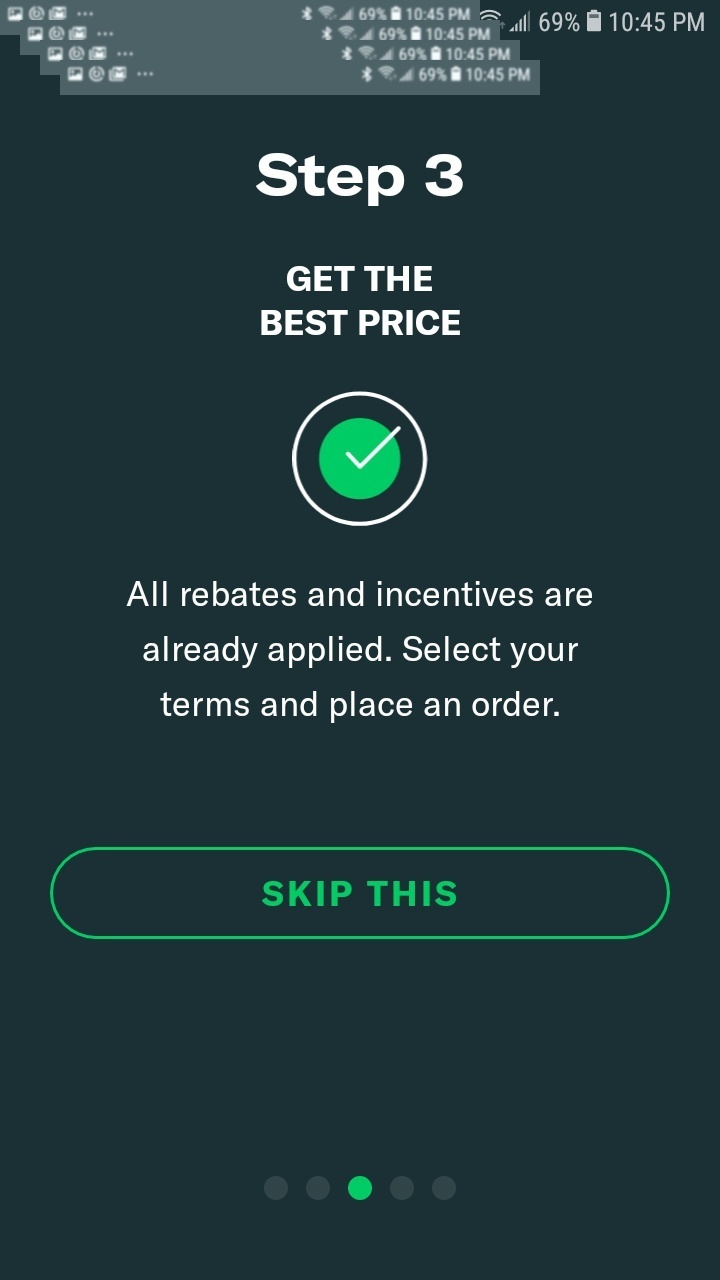 69% 10:45 PM
69% 10:45 PM
69% 10:45 PM
69% 10:45 PM
69% 10:45 PM
Step 3
GET THE
BEST PRICE
All rebates and incentives are
already applied. Select your
terms and place an order.
SKIP THIS